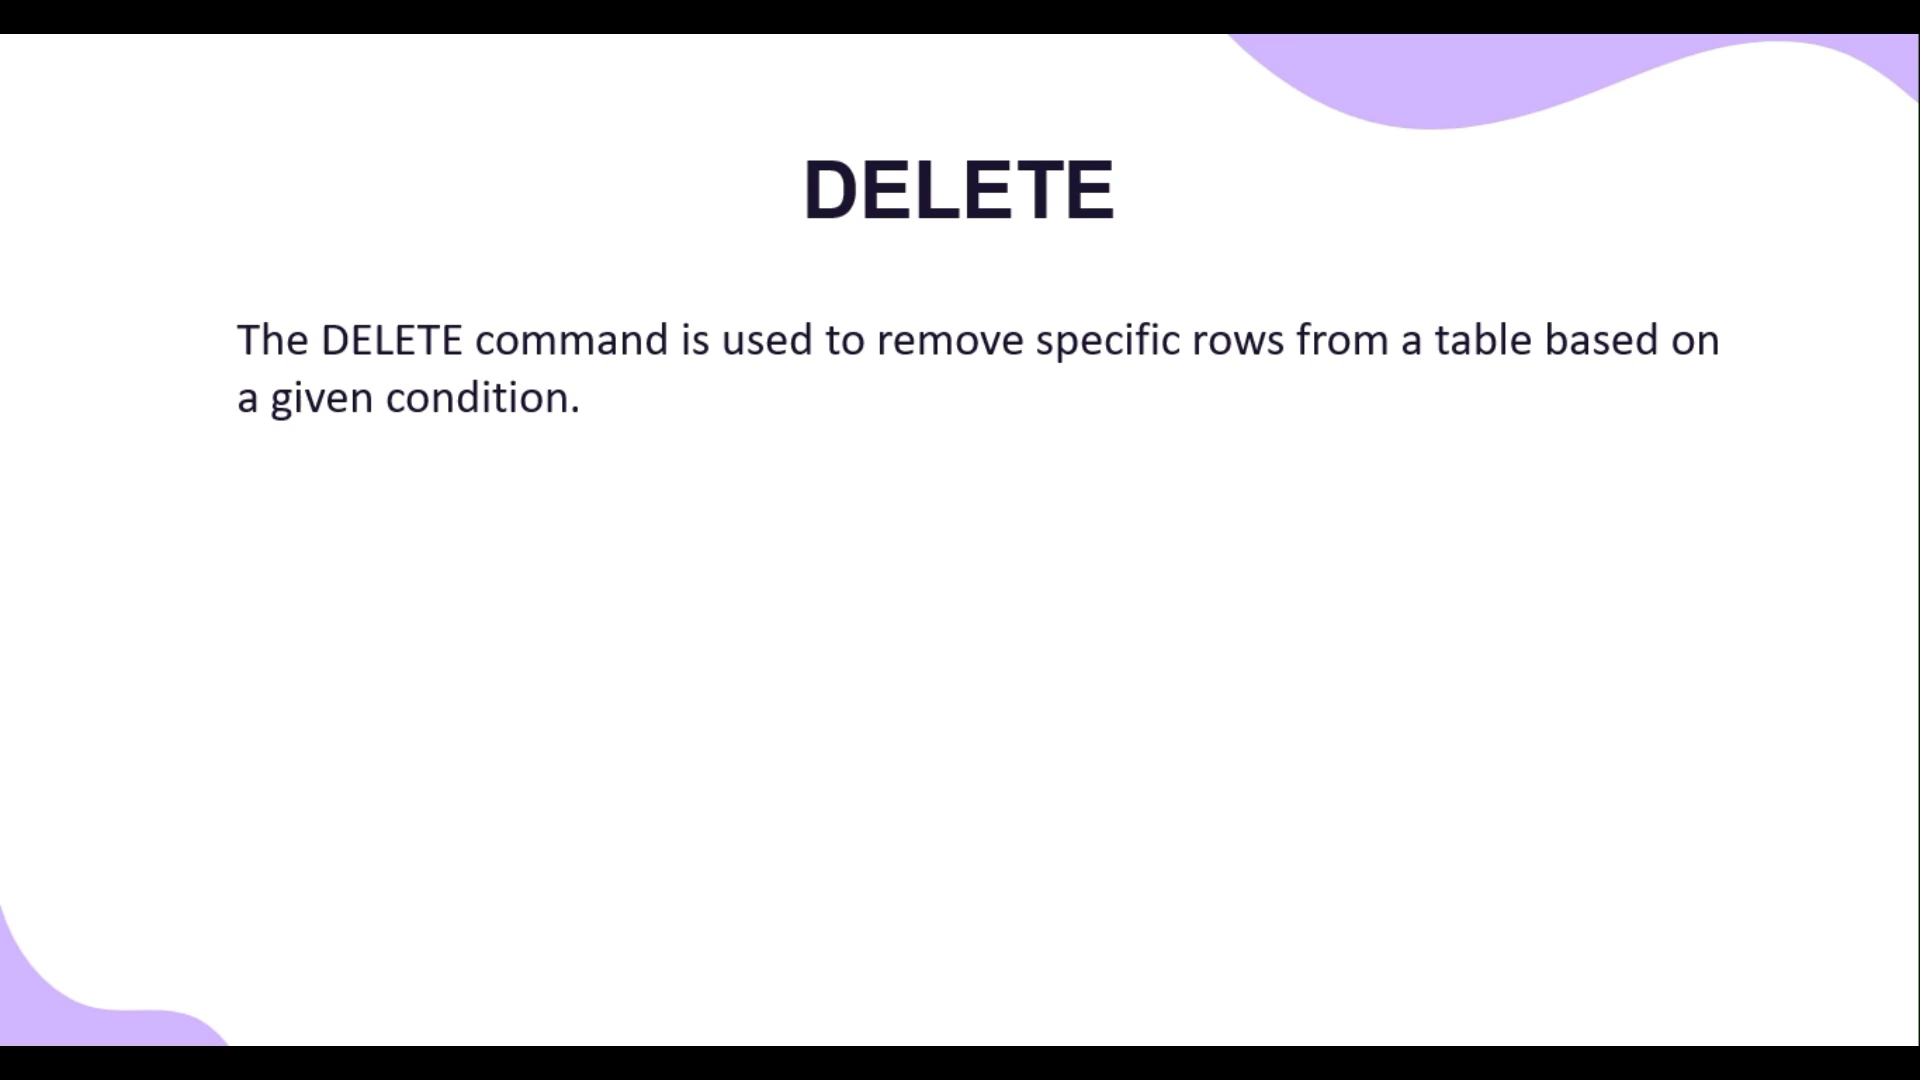 DELETE
The DELETE command is used to remove specific rows from a table based on
a given condition.